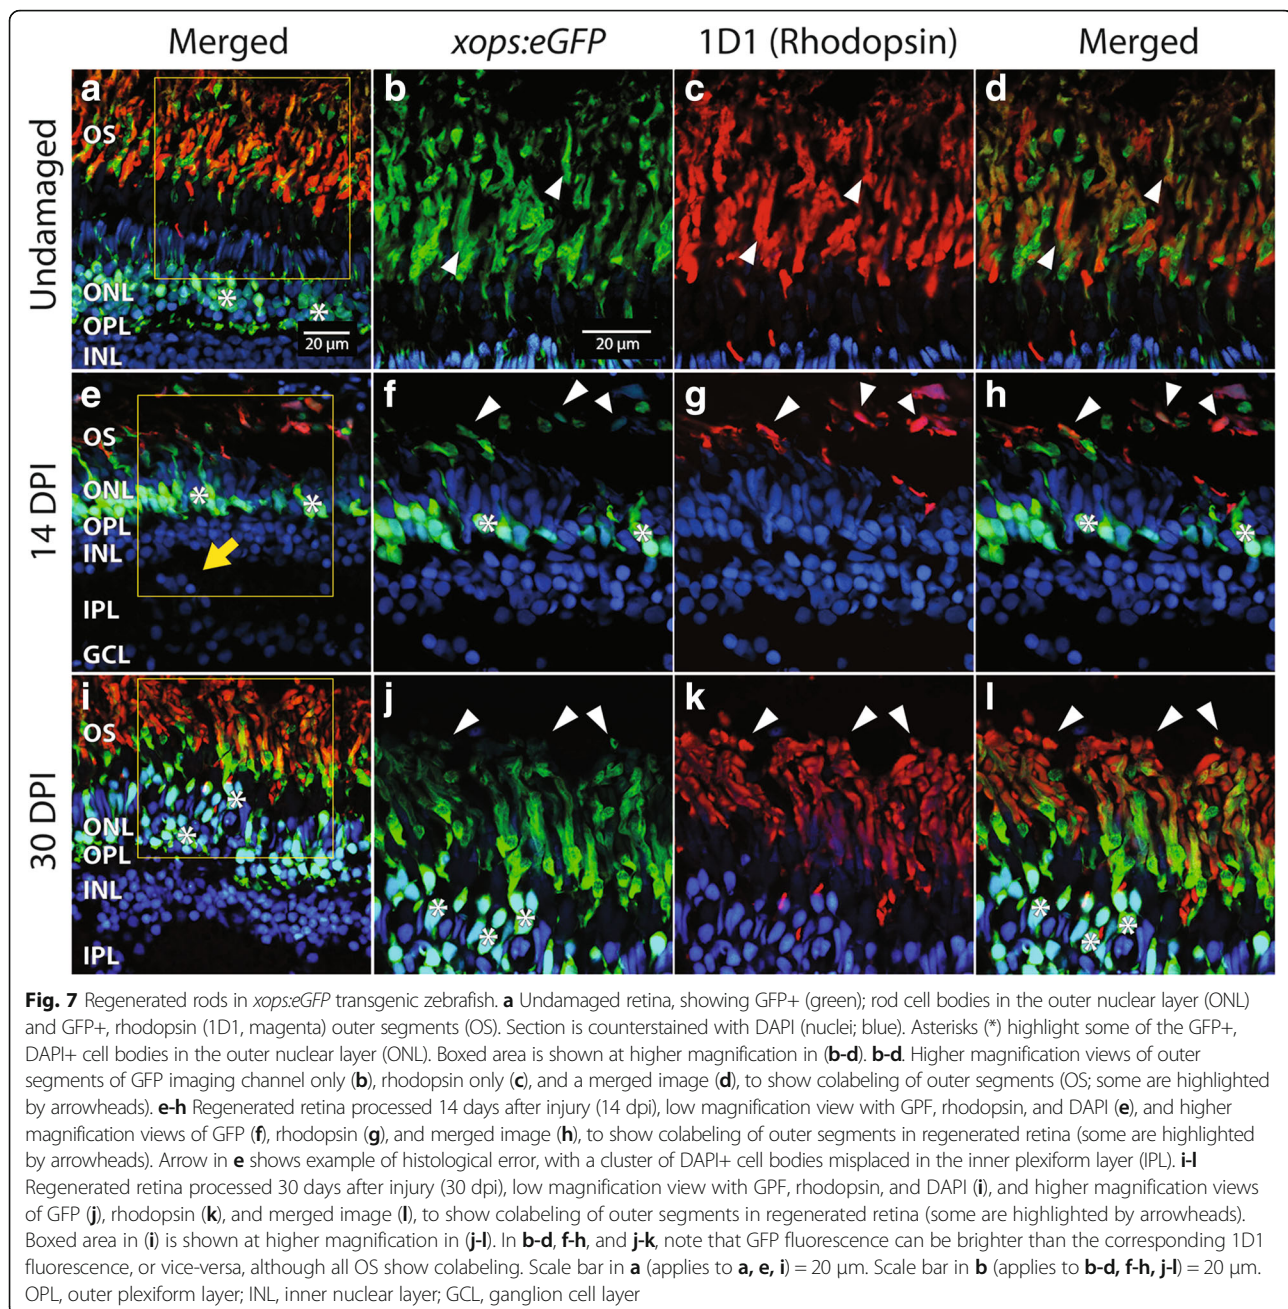 Merged xops:eGFP 1D1 (Rhodopsin) Merged
Undamaged
a b c d
OS
ONL
* *
OPL
20 µm 20 µm
INL
14 DPI
e f g h
OS
ONL
* * * * * *
OPL
INL
IPL
GCL
30 DPI
i j k l
OS
* * * * * * * *
ONL
OPL
INL
IPL
Fig. 7 Regenerated rods in xops:eGFP transgenic zebrafish. a Undamaged retina, showing GFP+ (green); rod cell bodies in the outer nuclear layer (ONL)
and GFP+, rhodopsin (1D1, magenta) outer segments (OS). Section is counterstained with DAPI (nuclei; blue). Asterisks (*) highlight some of the GFP+,
DAPI+ cell bodies in the outer nuclear layer (ONL). Boxed area is shown at higher magnification in (b-d). b-d. Higher magnification views of outer
segments of GFP imaging channel only (b), rhodopsin only (c), and a merged image (d), to show colabeling of outer segments (OS; some are highlighted
by arrowheads). e-h Regenerated retina processed 14 days after injury (14 dpi), low magnification view with GPF, rhodopsin, and DAPI (e), and higher
magnification views of GFP (f), rhodopsin (g), and merged image (h), to show colabeling of outer segments in regenerated retina (some are highlighted
by arrowheads). Arrow in e shows example of histological error, with a cluster of DAPI+ cell bodies misplaced in the inner plexiform layer (IPL). i-l
Regenerated retina processed 30 days after injury (30 dpi), low magnification view with GPF, rhodopsin, and DAPI (i), and higher magnification views
of GFP (j), rhodopsin (k), and merged image (l), to show colabeling of outer segments in regenerated retina (some are highlighted by arrowheads).
Boxed area in (i) is shown at higher magnification in (j-l). In b-d, f-h, and j-k, note that GFP fluorescence can be brighter than the corresponding 1D1
fluorescence, or vice-versa, although all OS show colabeling. Scale bar in a (applies to a, e, i) = 20 µm. Scale bar in b (applies to b-d, f-h, j-l) = 20 µm.
OPL, outer plexiform layer; INL, inner nuclear layer; GCL, ganglion cell layer